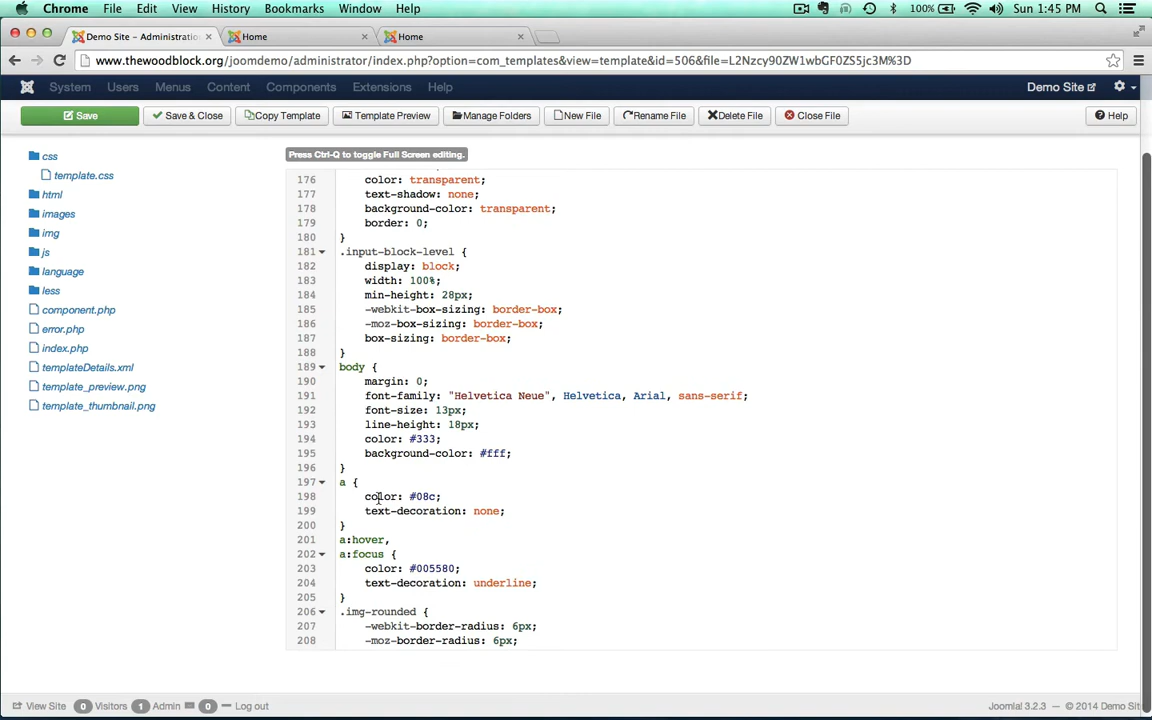 Chrome File Edit View History Bookmarks Window Help 100% Sun 1:45 PM
Demo Site - Administratio × Home × Home ×
www.thewoodblock.org/joomdemo/administrator/index.php?option=com_templates&view=template&id=506&file=L2Nzcy90ZW1wbGF0ZS5jc3M%3D
System Users Menus Content Components Extensions Help Demo Site
Save Save & Close Copy Template Template Preview Manage Folders New File Rename File Delete File Close File Help
Press Ctrl-Q to toggle Full Screen editing.
css
template.css
html
images
img
js
language
less
component.php
error.php
index.php
templateDetails.xml
template_preview.png
template_thumbnail.png
176 color: transparent;
177 text-shadow: none;
178 background-color: transparent;
179 border: 0;
180 }
181 .input-block-level {
182 display: block;
183 width: 100%;
184 min-height: 28px;
185 -webkit-box-sizing: border-box;
186 -moz-box-sizing: border-box;
187 box-sizing: border-box;
188 }
189 body {
190 margin: 0;
191 font-family: "Helvetica Neue", Helvetica, Arial, sans-serif;
192 font-size: 13px;
193 line-height: 18px;
194 color: #333;
195 background-color: #fff;
196 }
197 a {
198 color: #08c;
199 text-decoration: none;
200 }
201 a:hover,
202 a:focus {
203 color: #005580;
204 text-decoration: underline;
205 }
206 .img-rounded {
207 -webkit-border-radius: 6px;
208 -moz-border-radius: 6px;
View Site 0 Visitors 1 Admin 0 Log out Joomla! 3.2.3 — © 2014 Demo Sit